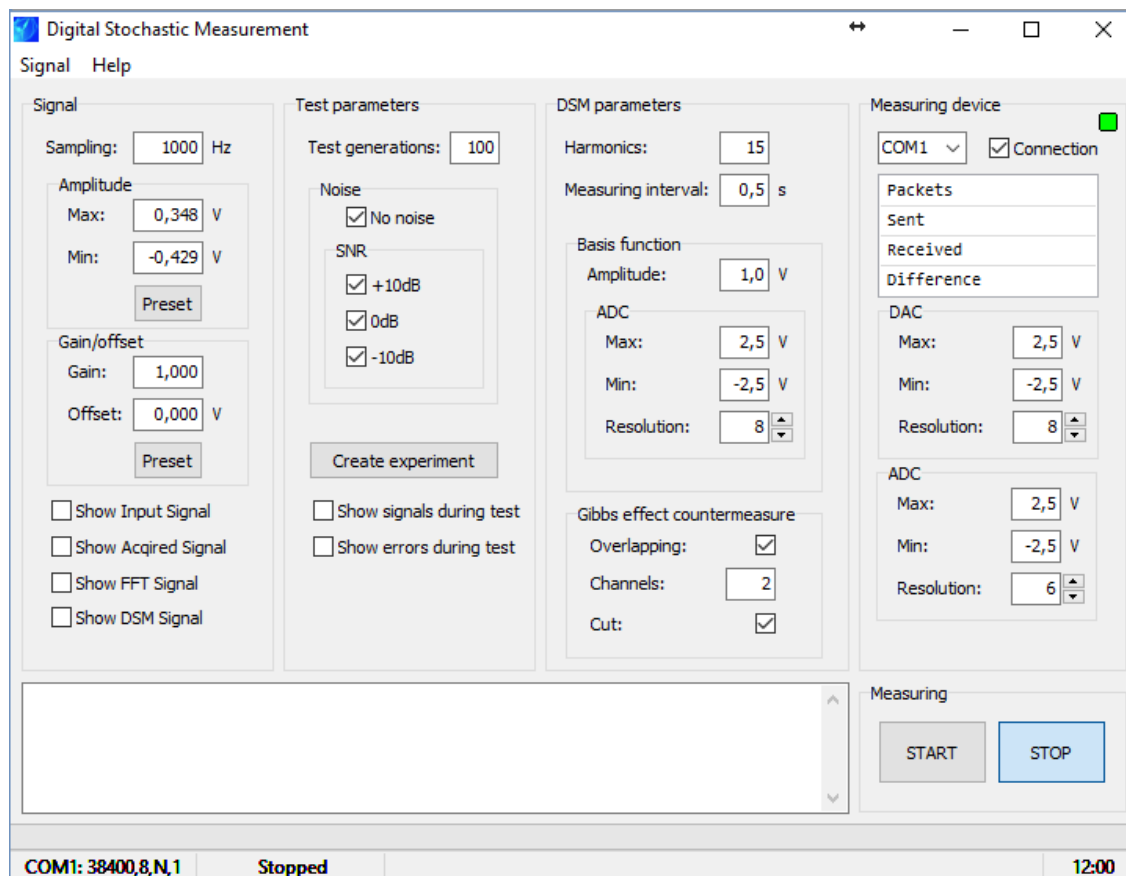 Digital Stochastic Measurement
Signal Help
Signal
Sampling: 1000 Hz
Amplitude
Max: 0,348 V
Min: -0,429 V
Preset
Gain/offset
Gain: 1,000
Offset: 0,000 V
Preset
Show Input Signal
Show Acqired Signal
Show FFT Signal
Show DSM Signal
Test parameters
Test generations: 100
Noise
No noise
SNR
+10dB
0dB
-10dB
Create experiment
Show signals during test
Show errors during test
DSM parameters
Harmonics: 15
Measuring interval: 0,5 s
Basis function
Amplitude: 1,0 V
ADC
Max: 2,5 V
Min: -2,5 V
Resolution: 8
Gibbs effect countermeasure
Overlapping:
Channels: 2
Cut:
Measuring device
COM1 Connection
Packets
Sent
Received
Difference
DAC
Max: 2,5 V
Min: -2,5 V
Resolution: 8
ADC
Max: 2,5 V
Min: -2,5 V
Resolution: 6
Measuring
START STOP
COM1: 38400,8,N,1 Stopped 12:00